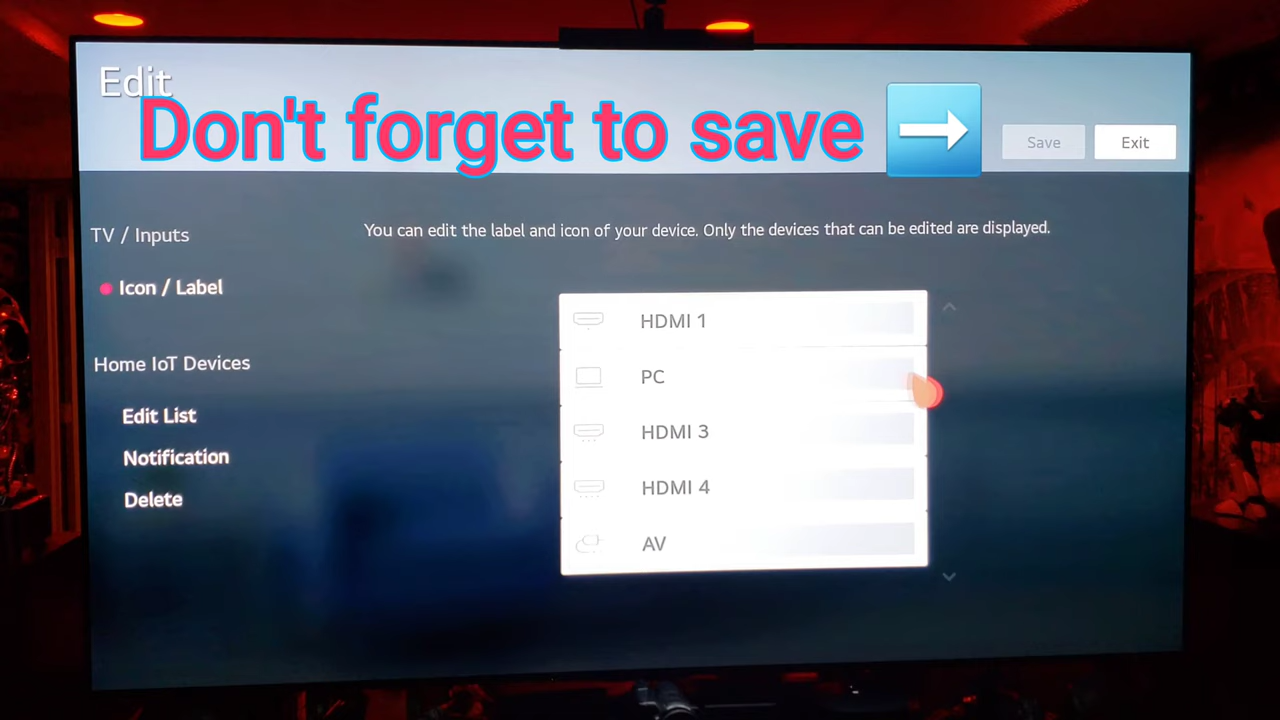 Edit
Don't forget to save
Save
Exit
TV / Inputs
You can edit the label and icon of your device. Only the devices that can be edited are displayed.
Icon / Label
HDMI 1
Home IoT Devices
PC
Edit List
HDMI 3
Notification
HDMI 4
Delete
AV